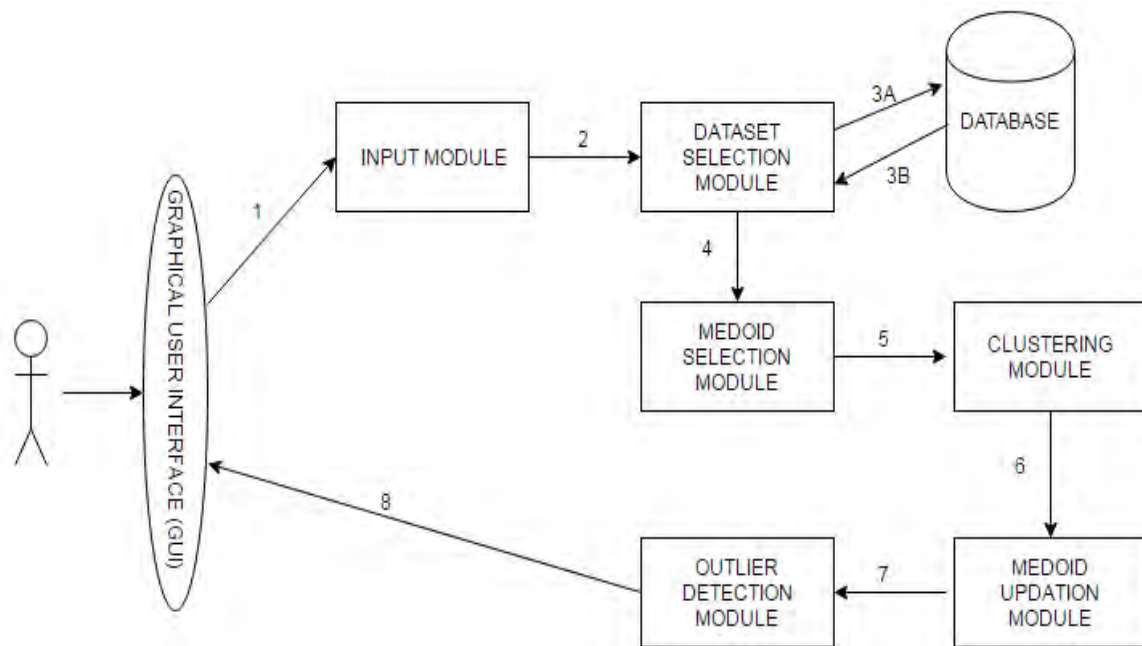 GRAPHICAL USER INTERFACE (GUI)
1
INPUT MODULE
2
DATASET
SELECTION
MODULE
3A
3B
DATABASE
4
MEDOID
SELECTION
MODULE
5
CLUSTERING
MODULE
6
MEDOID
UPDATION
MODULE
7
OUTLIER
DETECTION
MODULE
8